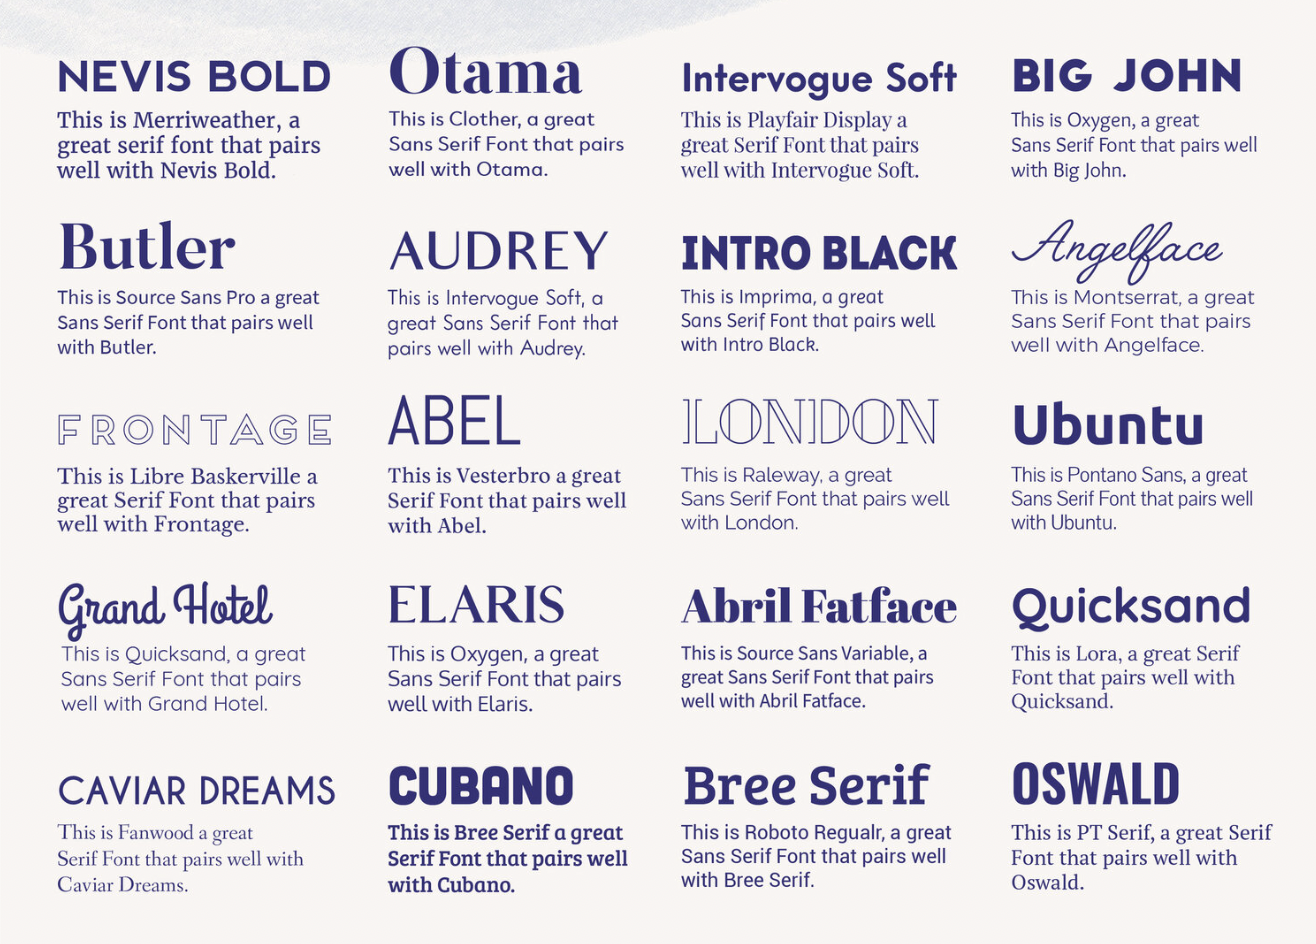 NEVIS BOLD
This is Merriweather, a
great serif font that pairs
well with Nevis Bold.
Otama
This is Clother, a great
Sans Serif Font that pairs
well with Otama.
Intervogue Soft
This is Playfair Display a
great Serif Font that pairs
well with Intervogue Soft.
BIG JOHN
This is Oxygen, a great
Sans Serif Font that pairs well
with Big John.
Butler
This is Source Sans Pro a great
Sans Serif Font that pairs well
with Butler.
AUDREY
This is Intervogue Soft, a
great Sans Serif Font that
pairs well with Audrey.
INTRO BLACK
This is Imprima, a great
Sans Serif Font that pairs well
with Intro Black.
Angelface
This is Montserrat, a great
Sans Serif Font that pairs
well with Angelface.
FRONTAGE
This is Libre Baskerville a
great Serif Font that pairs
well with Frontage.
ABEL
This is Vesterbro a great
Serif Font that pairs well
with Abel.
LONDON
This is Raleway, a great
Sans Serif Font that pairs well
with London.
Ubuntu
This is Pontano Sans, a great
Sans Serif Font that pairs well
with Ubuntu.
Grand Hotel
This is Quicksand, a great
Sans Serif Font that pairs
well with Grand Hotel.
ELARIS
This is Oxygen, a great
Sans Serif Font that pairs
well with Elaris.
Abril Fatface
This is Source Sans Variable, a
great Sans Serif Font that pairs
well with Abril Fatface.
Quicksand
This is Lora, a great Serif
Font that pairs well with
Quicksand.
CAVIAR DREAMS
This is Fanwood a great
Serif Font that pairs well with
Caviar Dreams.
CUBANO
This is Bree Serif a great
Serif Font that pairs well
with Cubano.
Bree Serif
This is Roboto Regualr, a great
Sans Serif Font that pairs well
with Bree Serif.
OSWALD
This is PT Serif, a great Serif
Font that pairs well with
Oswald.